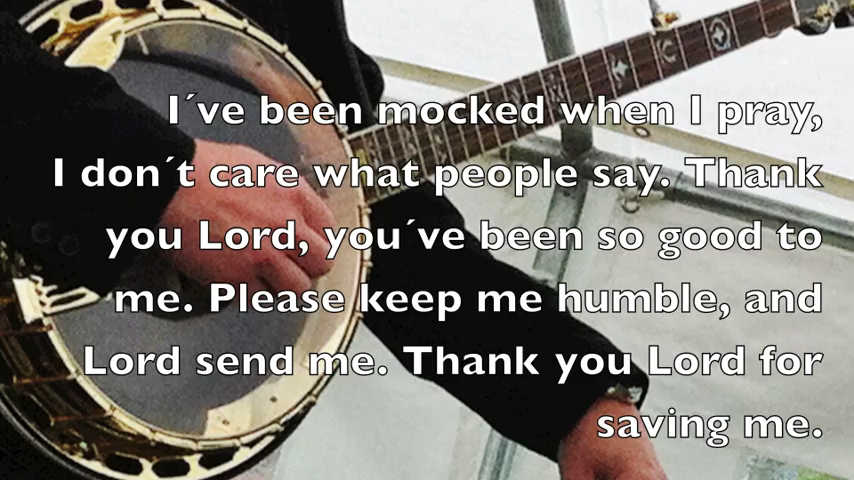 I´ve been mocked when I pray,
I don´t care what people say. Thank
you Lord, you´ve been so good to
me. Please keep me humble, and
Lord send me. Thank you Lord for
saving me.